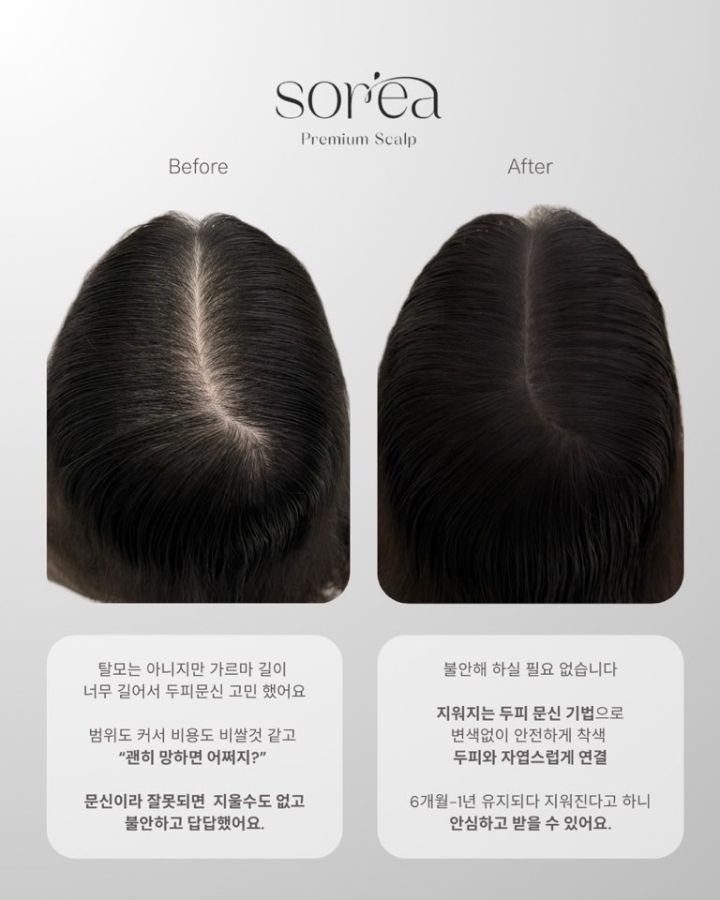 sorea
Premium Scalp
Before
After
탈모는 아니지만 가르마 길이
너무 길어서 두피문신 고민 했어요
범위도 커서 비용도 비쌀것 같고
“괜히 망하면 어쩌지?”
문신이라 잘못되면 지울수도 없고
불안하고 답답했어요.
불안해 하실 필요 없습니다
지워지는 두피 문신 기법으로
변색없이 안전하게 착색
두피와 자엽스럽게 연결
6개월-1년 유지되다 지워진다고 하니
안심하고 받을 수 있어요.